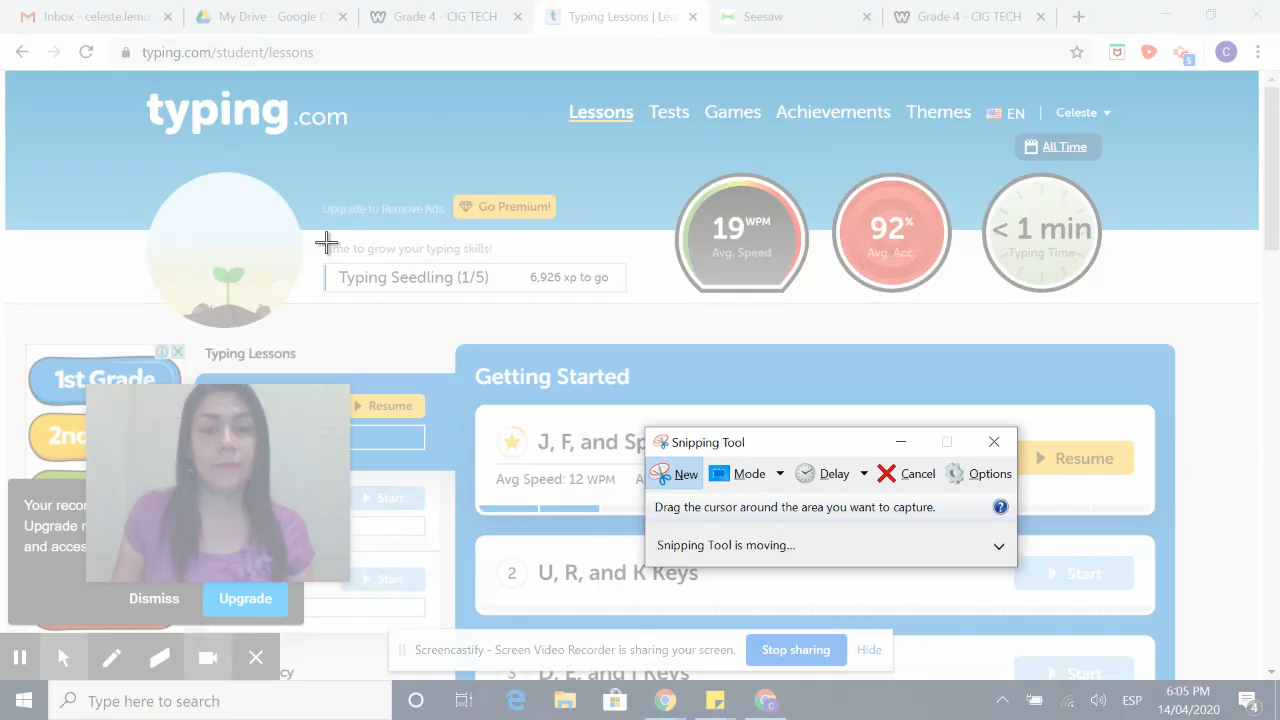 Inbox - celeste.lemu
My Drive - Google D
Grade 4 - CIG TECH
Typing Lessons | Lea
Seesaw
Grade 4 - CIG TECH
typing.com/student/lessons
C
5
typing.com
Lessons
Tests
Games
Achievements
Themes
EN
Celeste
All Time
Upgrade to Remove Ads:
Go Premium!
me to grow your typing skills!
Typing Seedling (1/5)
6,926 xp to go
19 WPM
Avg. Speed
92%
Avg. Acc.
< 1 min
Typing Time
1st Grade
2nd
Typing Lessons
Resume
Start
Start
Your reco
Upgrade
and acces
Dismiss
Upgrade
Getting Started
J, F, and Sp
Avg Speed: 12 WPM
A
Resume
2
U, R, and K Keys
Start
3
D, E, and I Keys
Start
Snipping Tool
New
Mode
Delay
Cancel
Options
Drag the cursor around the area you want to capture.
Snipping Tool is moving...
Screencastify - Screen Video Recorder is sharing your screen.
Stop sharing
Hide
cy
Type here to search
ESP
6:05 PM
14/04/2020
4